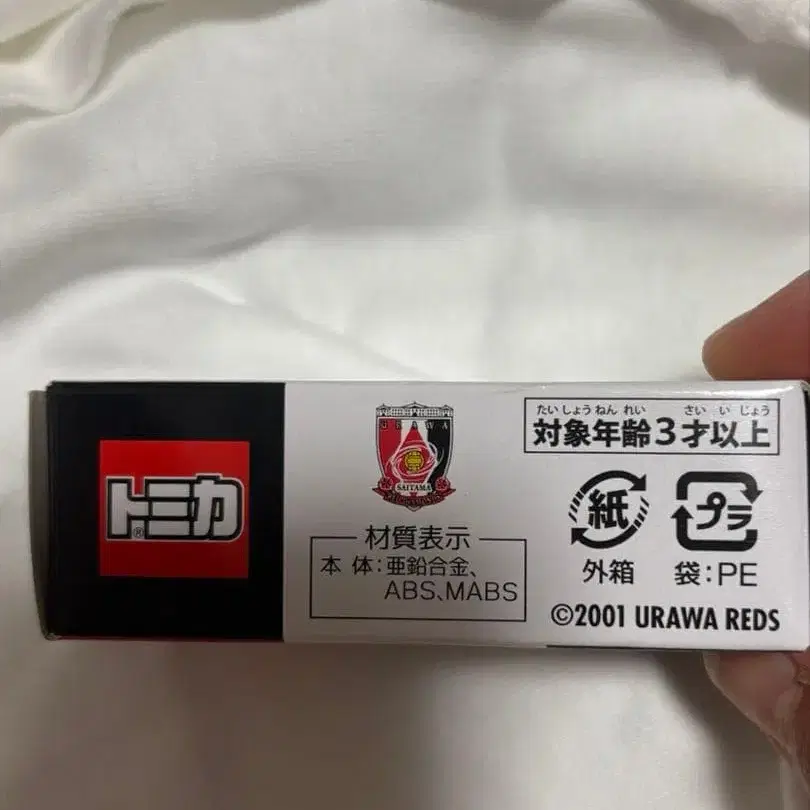 トミカ®
URAWA
SAITAMA
材質表示
本体:亜鉛合金、
ABS、MABS
たいしょうねんれい さいいじょう
対象年齢3才以上
紙
外箱
プラ
袋:PE
©2001 URAWA REDS